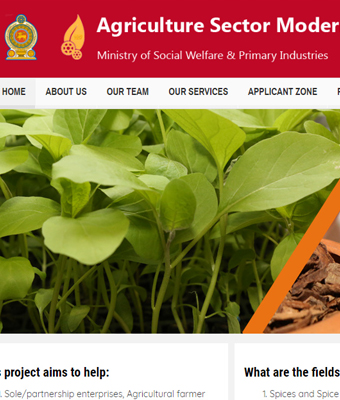 Agriculture Sector Moder
Ministry of Social Welfare & Primary Industries
HOME ABOUT US OUR TEAM OUR SERVICES APPLICANT ZONE
s project aims to help:
What are the fields
. Sole/partnership enterprises, Agricultural farmer
1. Spices and Spice